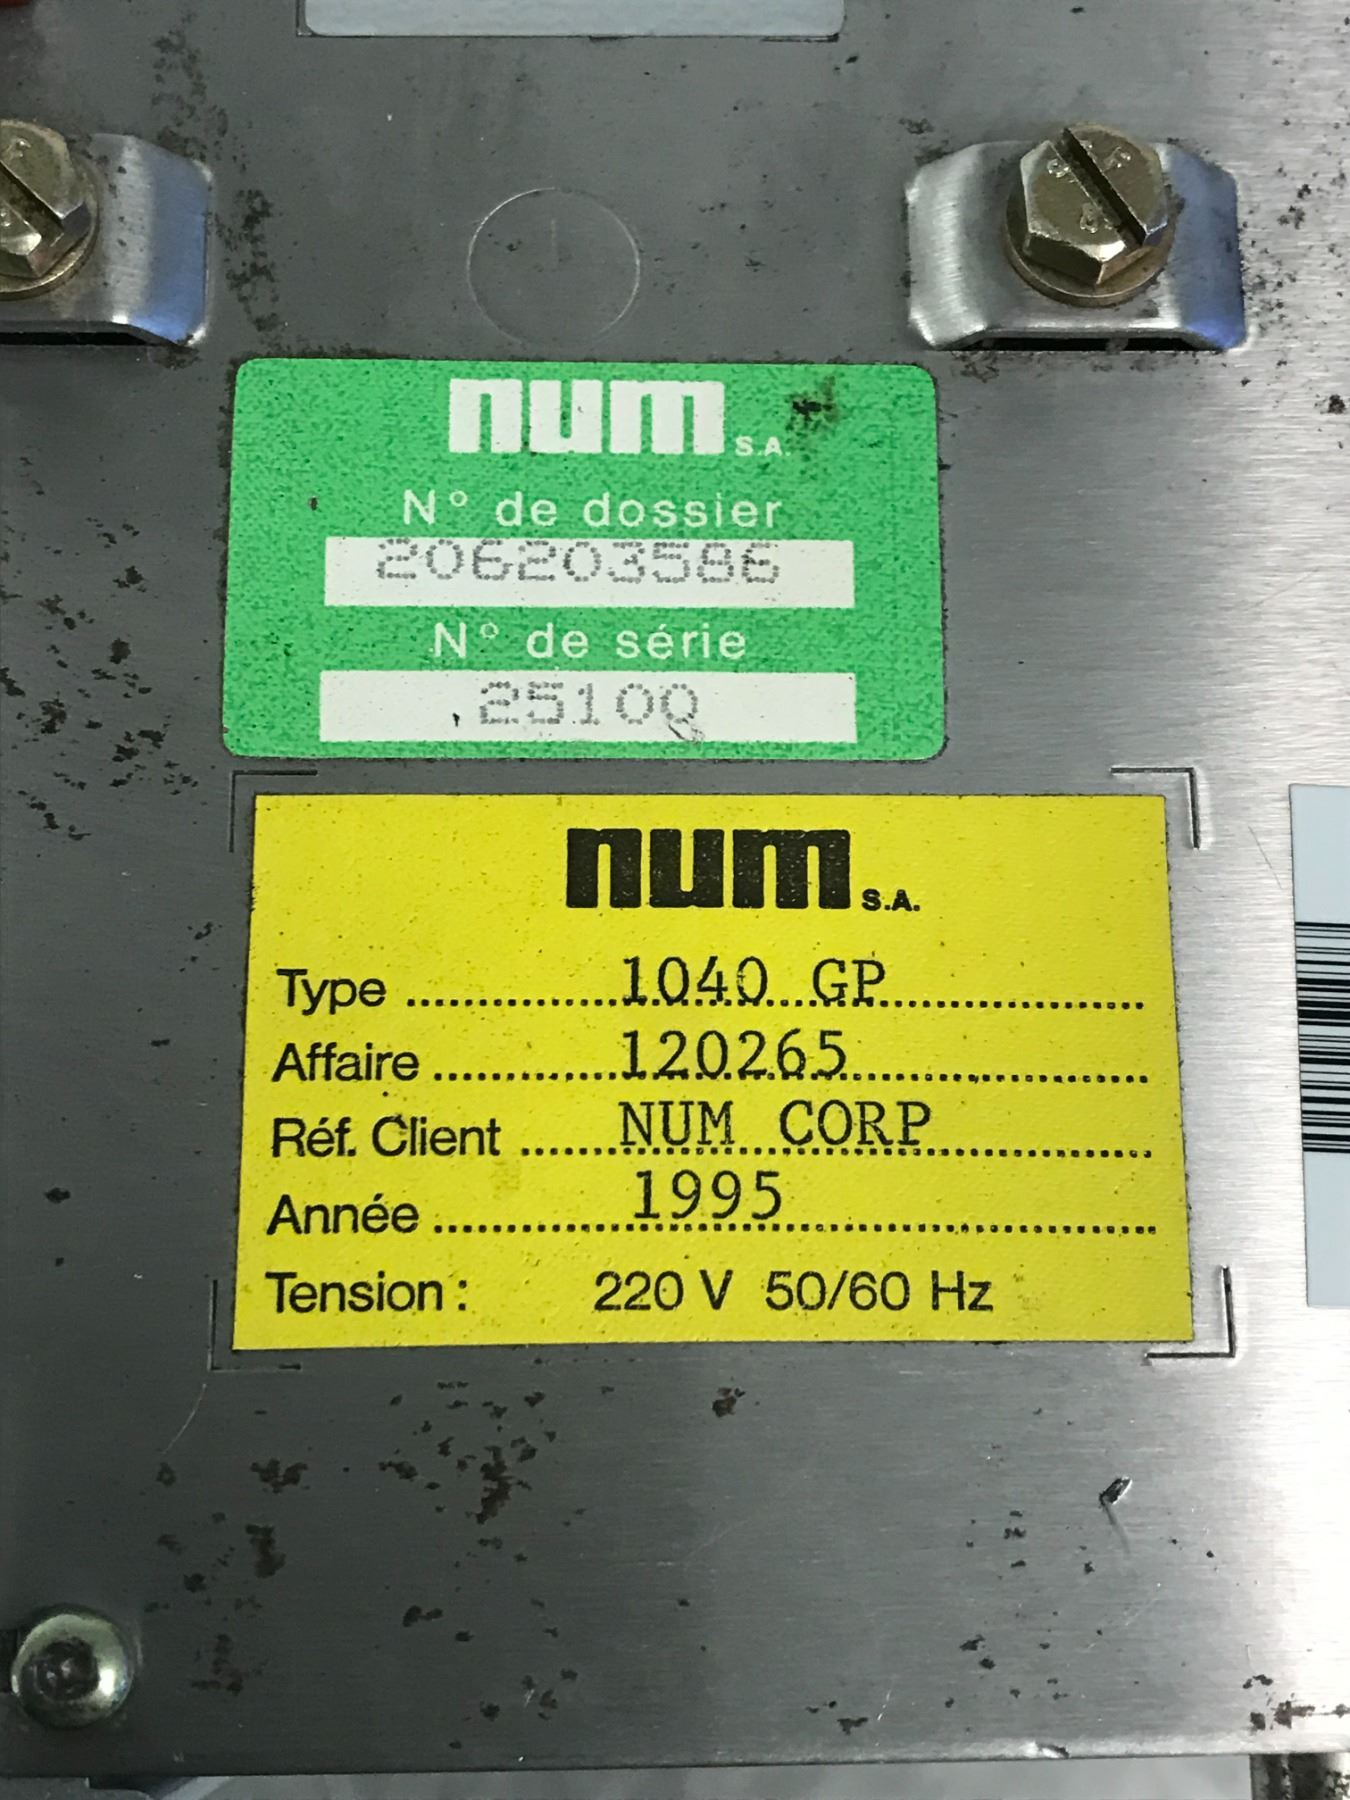 num S.A.
N° de dossier
206203586
N° de série
25100
num S.A.
Type ........ 1040 GP ........
Affaire ........ 120265 ........
Réf. Client ........ NUM CORP ........
Année ........ 1995 ........
Tension : 220 V 50/60 Hz